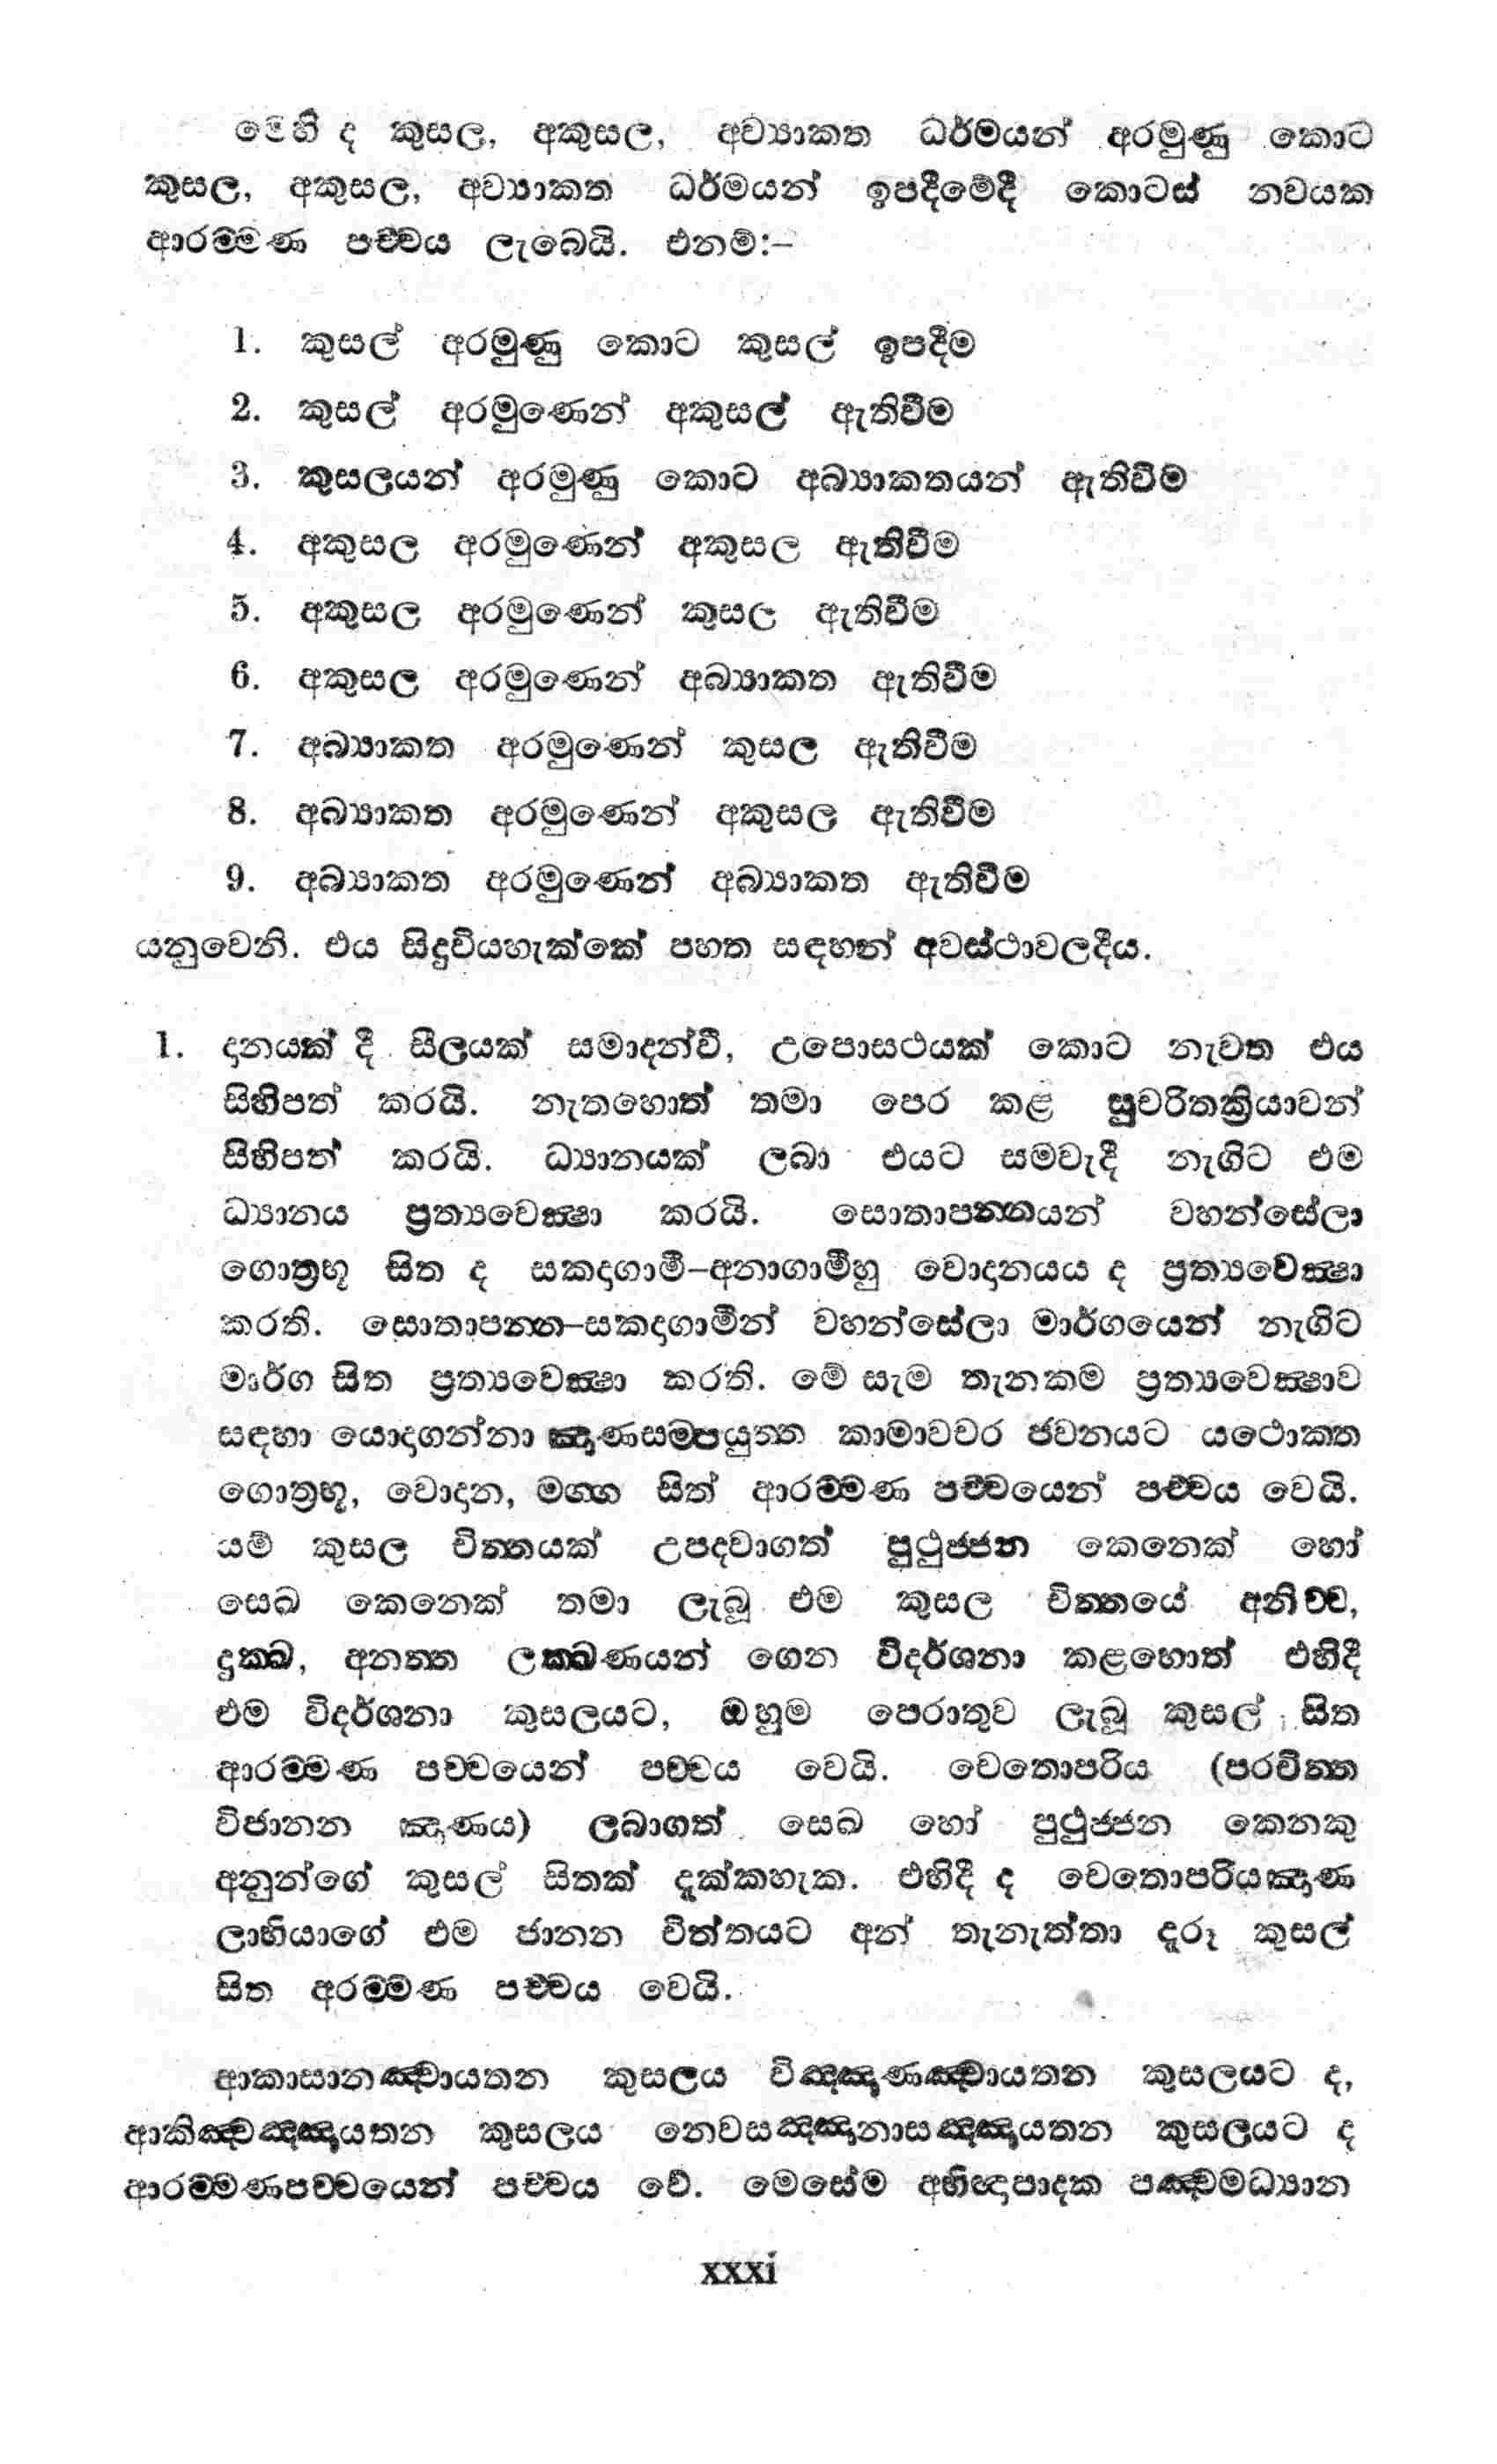 මෙහි ද කුසල, අකුසල, අව්‍යාකත ධර්මයන් අරමුණු කොට
කුසල, අකුසල, අව්‍යාකත ධර්මයන් ඉපදීමේදී කොටස් නවයක
ආරම්මණ පච්චය ලැබෙයි. එනම්:–
1. කුසල් අරමුණු කොට කුසල් ඉපදීම
2. කුසල් අරමුණෙන් අකුසල් ඇතිවීම
3. කුසලයන් අරමුණු කොට අබ්‍යාකතයන් ඇතිවීම
4. අකුසල අරමුණෙන් අකුසල ඇතිවීම
5. අකුසල අරමුණෙන් කුසල ඇතිවීම
6. අකුසල අරමුණෙන් අබ්‍යාකත ඇතිවීම
7. අබ්‍යාකත අරමුණෙන් කුසල ඇතිවීම
8. අබ්‍යාකත අරමුණෙන් අකුසල ඇතිවීම
9. අබ්‍යාකත අරමුණෙන් අබ්‍යාකත ඇතිවීම
යනුවෙනි. එය සිදුවියහැක්කේ පහත සඳහන් අවස්ථාවලදීය.
1. දානයක් දී සීලයක් සමාදන්වී, උපොසථයක් කොට නැවත එය
සිහිපත් කරයි. නැතහොත් තමා පෙර කළ සුචරිතක්‍රියාවන්
සිහිපත් කරයි. ධ්‍යානයක් ලබා එයට සමවැදී නැගිට එම
ධ්‍යානය ප්‍රත්‍යවෙක්‍ෂා කරයි. සොතාපන්නයන් වහන්සේලා
ගොත්‍රභූ සිත ද සකදාගාමී–අනාගාමීහු වොදානයය ද ප්‍රත්‍යවෙක්‍ෂා
කරති. සොතාපන්න–සකදාගාමීන් වහන්සේලා මාර්ගයෙන් නැගිට
මාර්ග සිත ප්‍රත්‍යවෙක්‍ෂා කරති. මේ සැම තැනකම ප්‍රත්‍යවෙක්‍ෂාව
සඳහා යොදාගන්නා ඤාණසම්පයුත්ත කාමාවචර ජවනයට යථොක්ත
ගොත්‍රභූ, වොදාන, මග්ග සිත් ආරම්මණ පච්චයෙන් පච්චය වෙයි.
යම් කුසල චිත්තයක් උපදවාගත් පුථුජ්ජන කෙනෙක් හෝ
සෙඛ කෙනෙක් තමා ලැබූ එම කුසල චිත්තයේ අනිච්ච,
දුක්ඛ, අනත්ත ලක්ඛණයන් ගෙන විදර්ශනා කළහොත් එහිදී
එම විදර්ශනා කුසලයට, ඔහුම පෙරාතුව ලැබූ කුසල් සිත
ආරම්මණ පච්චයෙන් පච්චය වෙයි. චෙතොපරිය (පරචිත්ත
විජානන ඤාණය) ලබාගත් සෙඛ හෝ පුථුජ්ජන කෙනකු
අනුන්ගේ කුසල් සිතක් දැක්කහැක. එහිදී ද චෙතොපරියඤාණ
ලාභියාගේ එම ජානන චිත්තයට අන් තැනැත්තා දැරූ කුසල්
සිත අරම්මණ පච්චය වෙයි.
ආකාසානඤ්චායතන කුසලය විඤ්ඤණඤ්චායතන කුසලයට ද,
ආකිඤ්චඤ්ඤායතන කුසලය නෙවසඤ්ඤානාසඤ්ඤායතන කුසලයට ද
ආරම්මණපච්චයෙන් පච්චය වේ. මෙසේම අභිඥාපාදක පඤ්චමධ්‍යාන
xxxi